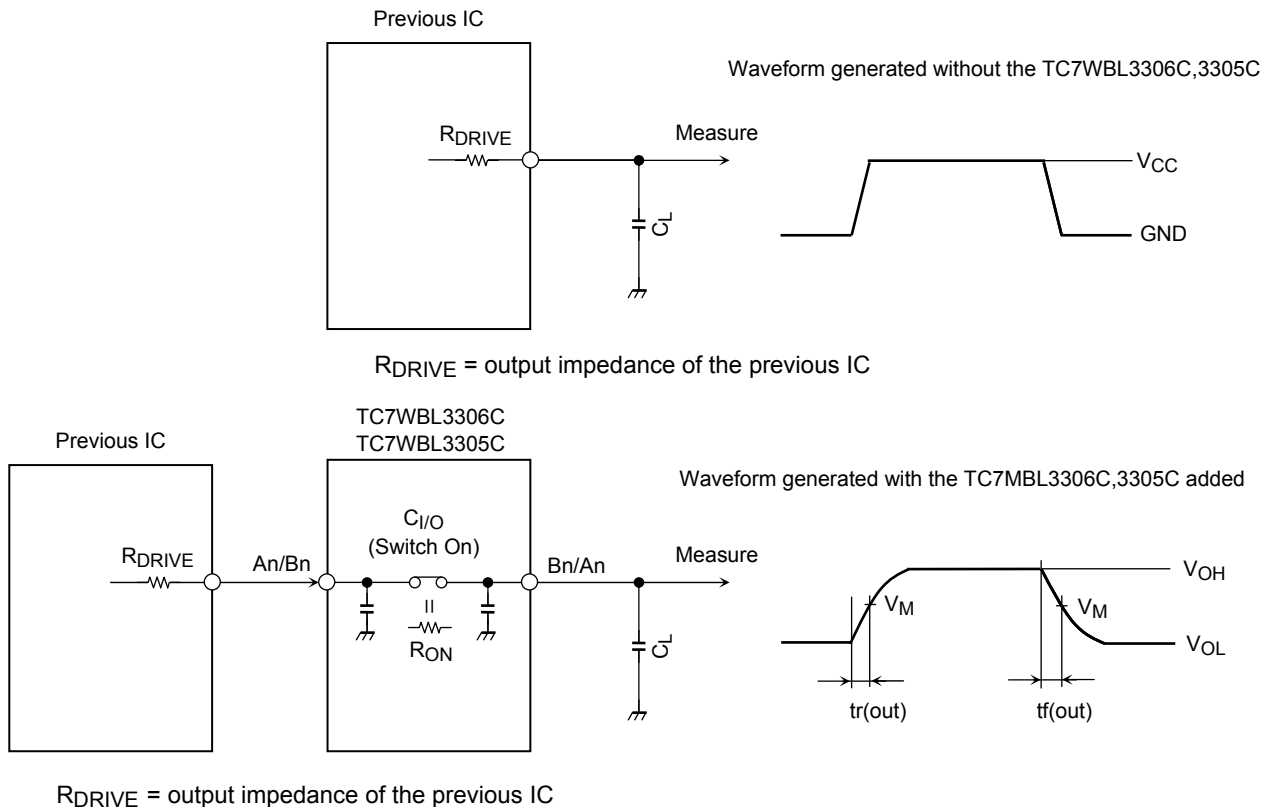 Previous IC
Waveform generated without the TC7WBL3306C,3305C
RDRIVE
Measure
CL
VCC
GND
RDRIVE = output impedance of the previous IC
TC7WBL3306C
TC7WBL3305C
Previous IC
Waveform generated with the TC7MBL3306C,3305C added
CI/O
(Switch On)
RDRIVE
An/Bn
Bn/An
Measure
RON
CL
VOH
VM
VM
VOL
tr(out)
tf(out)
RDRIVE = output impedance of the previous IC